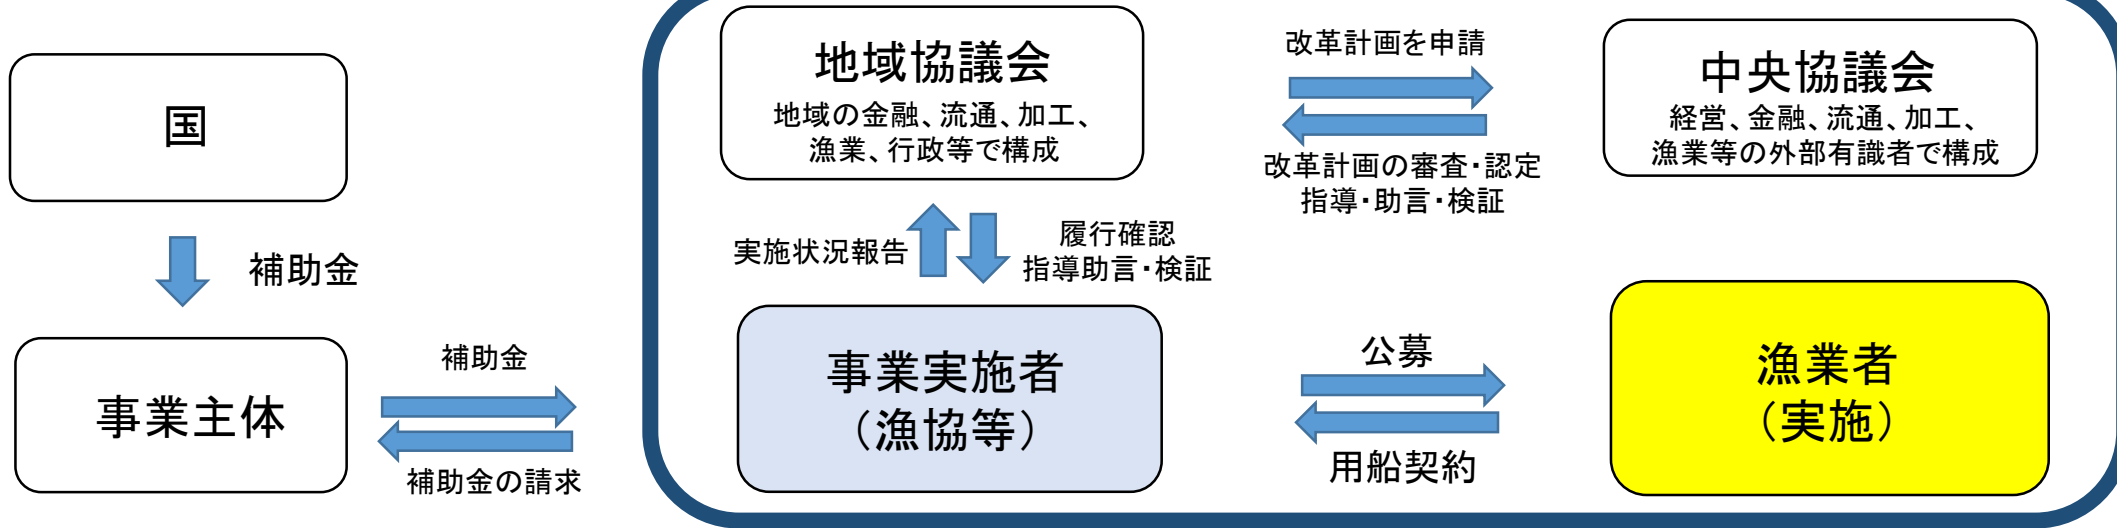 国
補助金
事業主体
補助金
補助金の請求
地域協議会
地域の金融、流通、加工、
漁業、行政等で構成
改革計画を申請
改革計画の審査・認定
指導・助言・検証
中央協議会
経営、金融、流通、加工、
漁業等の外部有識者で構成
実施状況報告
履行確認
指導助言・検証
事業実施者
（漁協等）
公募
用船契約
漁業者
（実施）